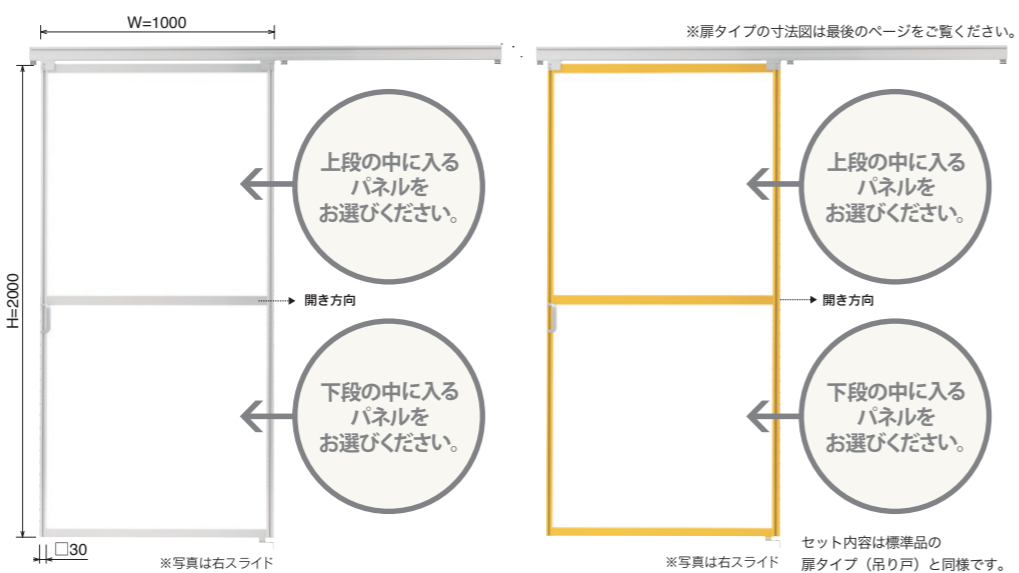 W=1000
※扉タイプの寸法図は最後のページをご覧ください。
上段の中に入る
パネルを
お選びください。
上段の中に入る
パネルを
お選びください。
H=2000
開き方向
開き方向
下段の中に入る
パネルを
お選びください。
下段の中に入る
パネルを
お選びください。
□30
※写真は右スライド
※写真は右スライド
セット内容は標準品の
扉タイプ（吊り戸）と同様です。